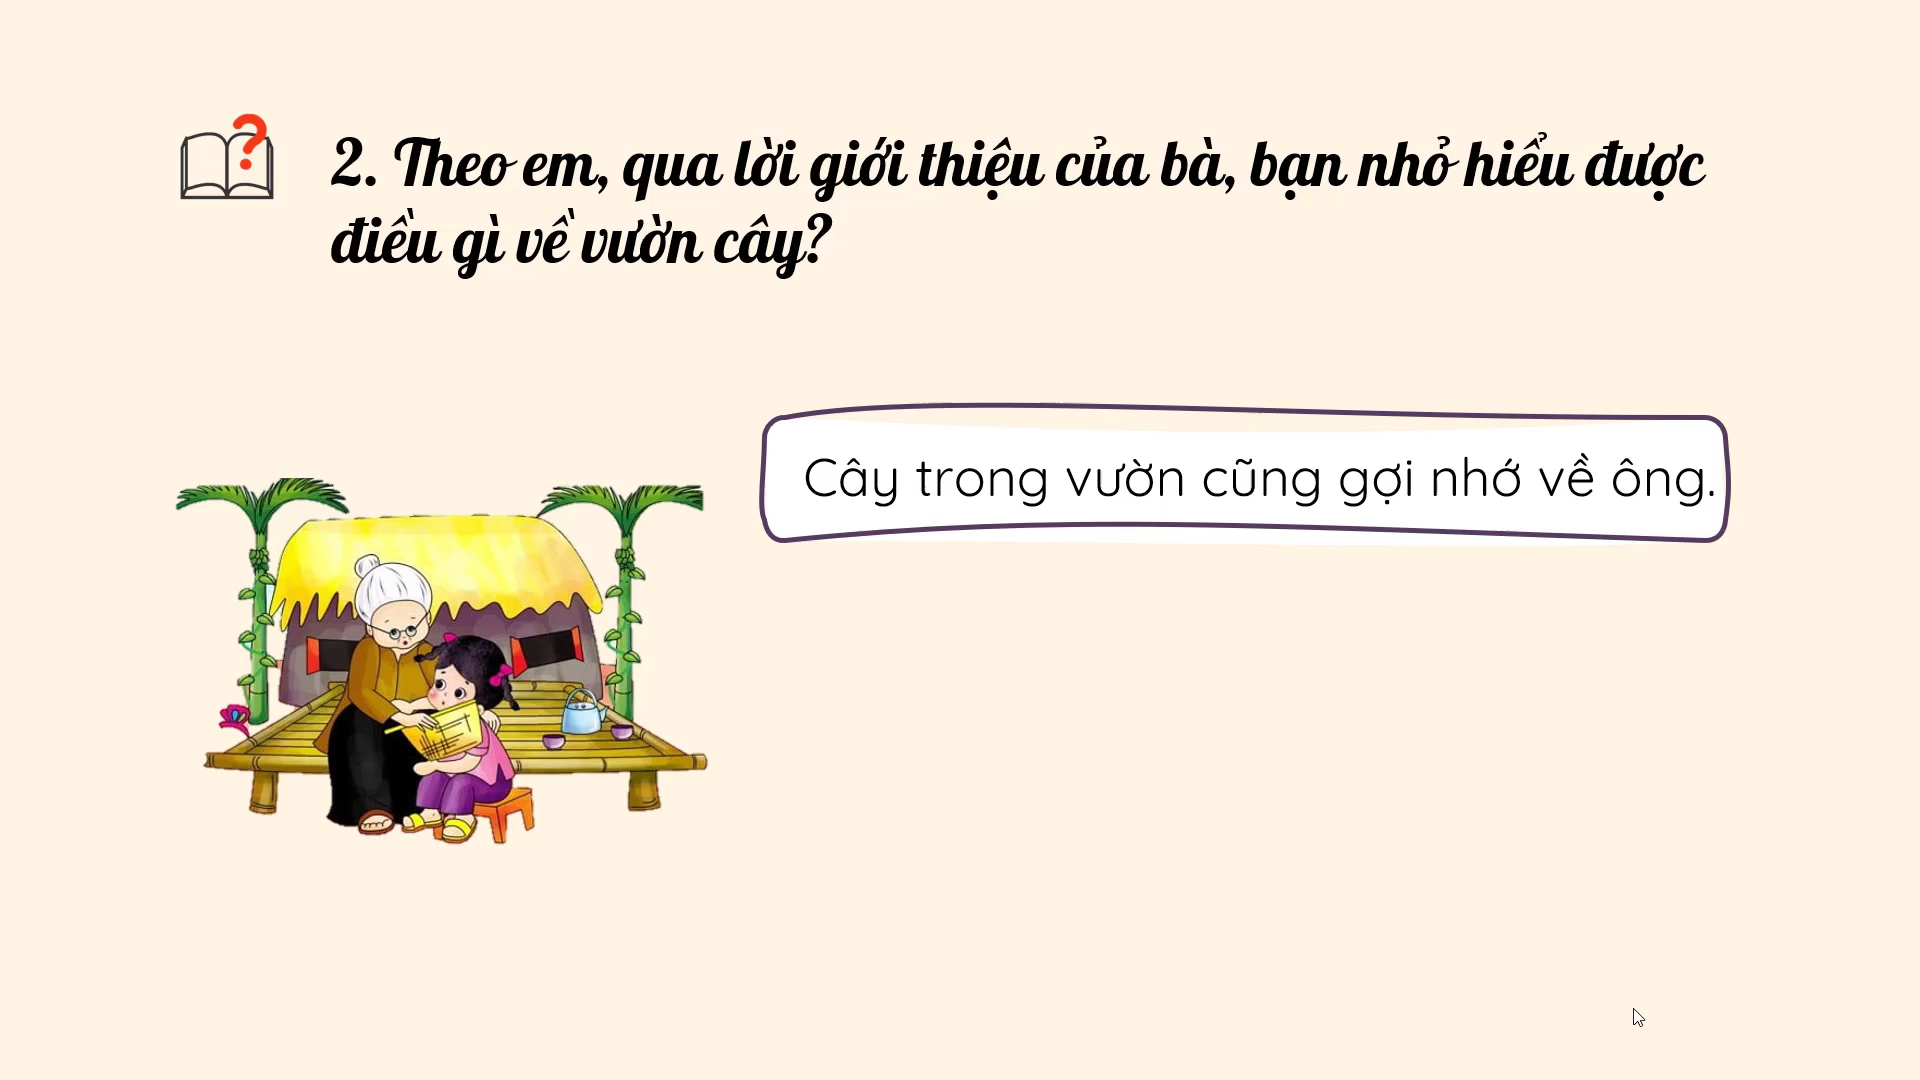 2. Theo em, qua lời giới thiệu của bà, bạn nhỏ hiểu được
điều gì về vườn cây?
Cây trong vườn cũng gợi nhớ về ông.